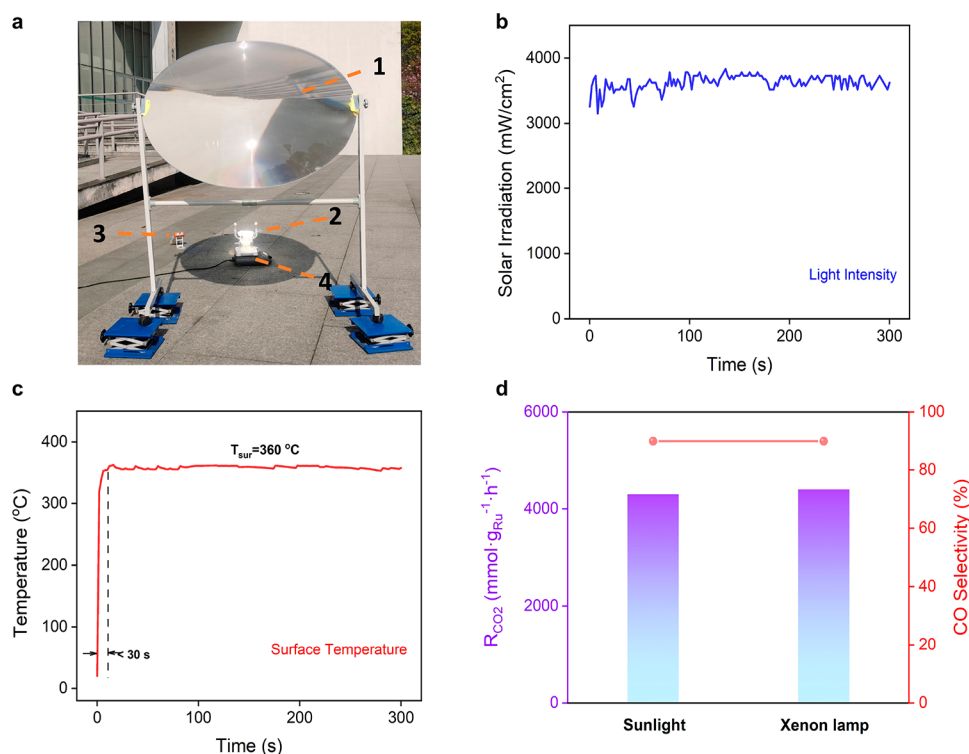 a
1
2
3
4
b
Solar Irradiation (mW/cm²)
4000
3000
2000
1000
0
Light Intensity
0
100
200
300
Time (s)
c
Temperature (ºC)
400
300
200
100
0
T_sur=360 ºC
< 30 s
Surface Temperature
0
100
200
300
Time (s)
d
R_CO2 (mmol·g_Ru⁻¹·h⁻¹)
6000
4000
2000
0
100
80
60
40
20
0
CO Selectivity (%)
Sunlight
Xenon lamp